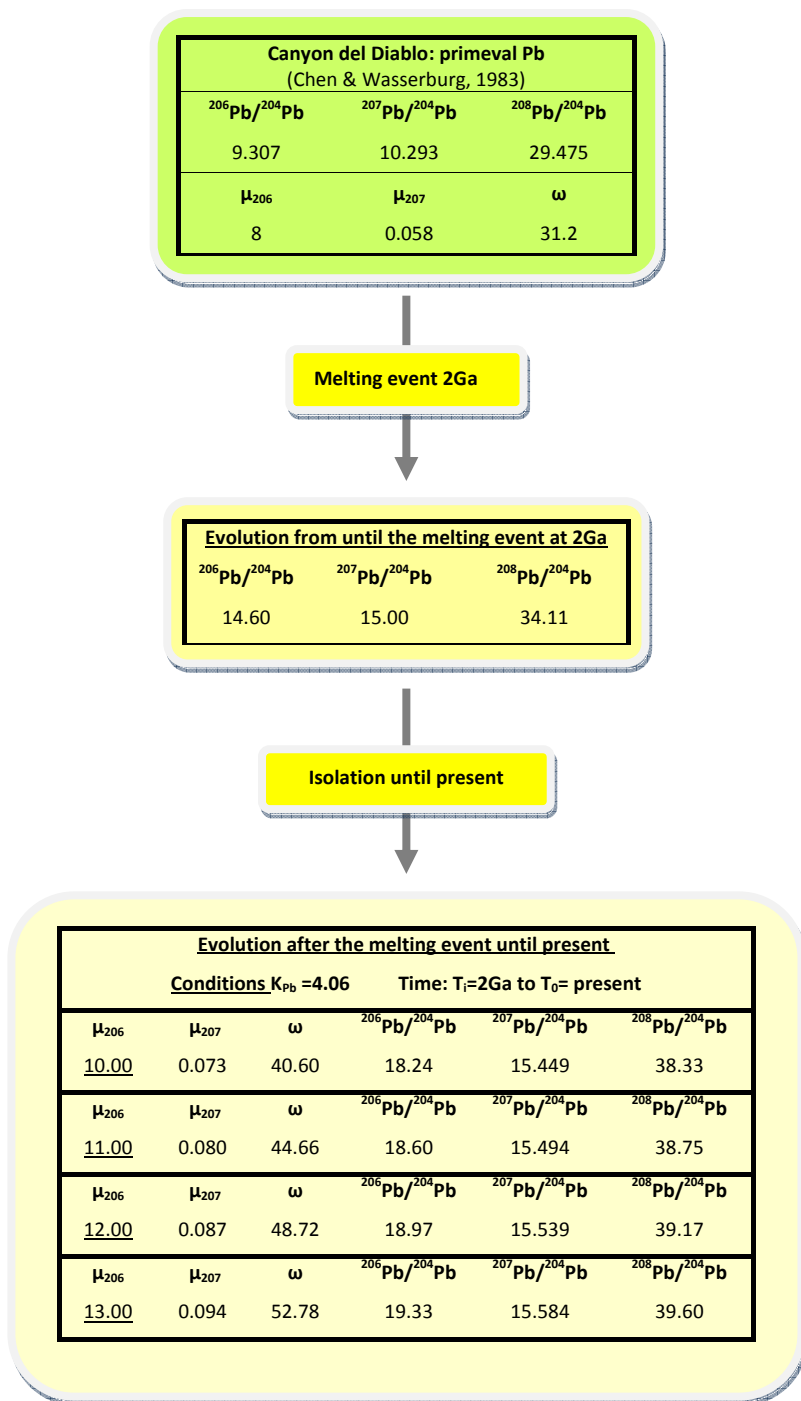 Canyon del Diablo: primeval Pb
(Chen & Wasserburg, 1983)
²⁰⁶Pb/²⁰⁴Pb ²⁰⁷Pb/²⁰⁴Pb ²⁰⁸Pb/²⁰⁴Pb
9.307 10.293 29.475
µ₂₀₆ µ₂₀₇ ω
8 0.058 31.2
Melting event 2Ga
Evolution from until the melting event at 2Ga
²⁰⁶Pb/²⁰⁴Pb ²⁰⁷Pb/²⁰⁴Pb ²⁰⁸Pb/²⁰⁴Pb
14.60 15.00 34.11
Isolation until present
Evolution after the melting event until present
Conditions K_Pb =4.06 Time: Tᵢ=2Ga to T₀= present
µ₂₀₆ µ₂₀₇ ω ²⁰⁶Pb/²⁰⁴Pb ²⁰⁷Pb/²⁰⁴Pb ²⁰⁸Pb/²⁰⁴Pb
10.00 0.073 40.60 18.24 15.449 38.33
µ₂₀₆ µ₂₀₇ ω ²⁰⁶Pb/²⁰⁴Pb ²⁰⁷Pb/²⁰⁴Pb ²⁰⁸Pb/²⁰⁴Pb
11.00 0.080 44.66 18.60 15.494 38.75
µ₂₀₆ µ₂₀₇ ω ²⁰⁶Pb/²⁰⁴Pb ²⁰⁷Pb/²⁰⁴Pb ²⁰⁸Pb/²⁰⁴Pb
12.00 0.087 48.72 18.97 15.539 39.17
µ₂₀₆ µ₂₀₇ ω ²⁰⁶Pb/²⁰⁴Pb ²⁰⁷Pb/²⁰⁴Pb ²⁰⁸Pb/²⁰⁴Pb
13.00 0.094 52.78 19.33 15.584 39.60